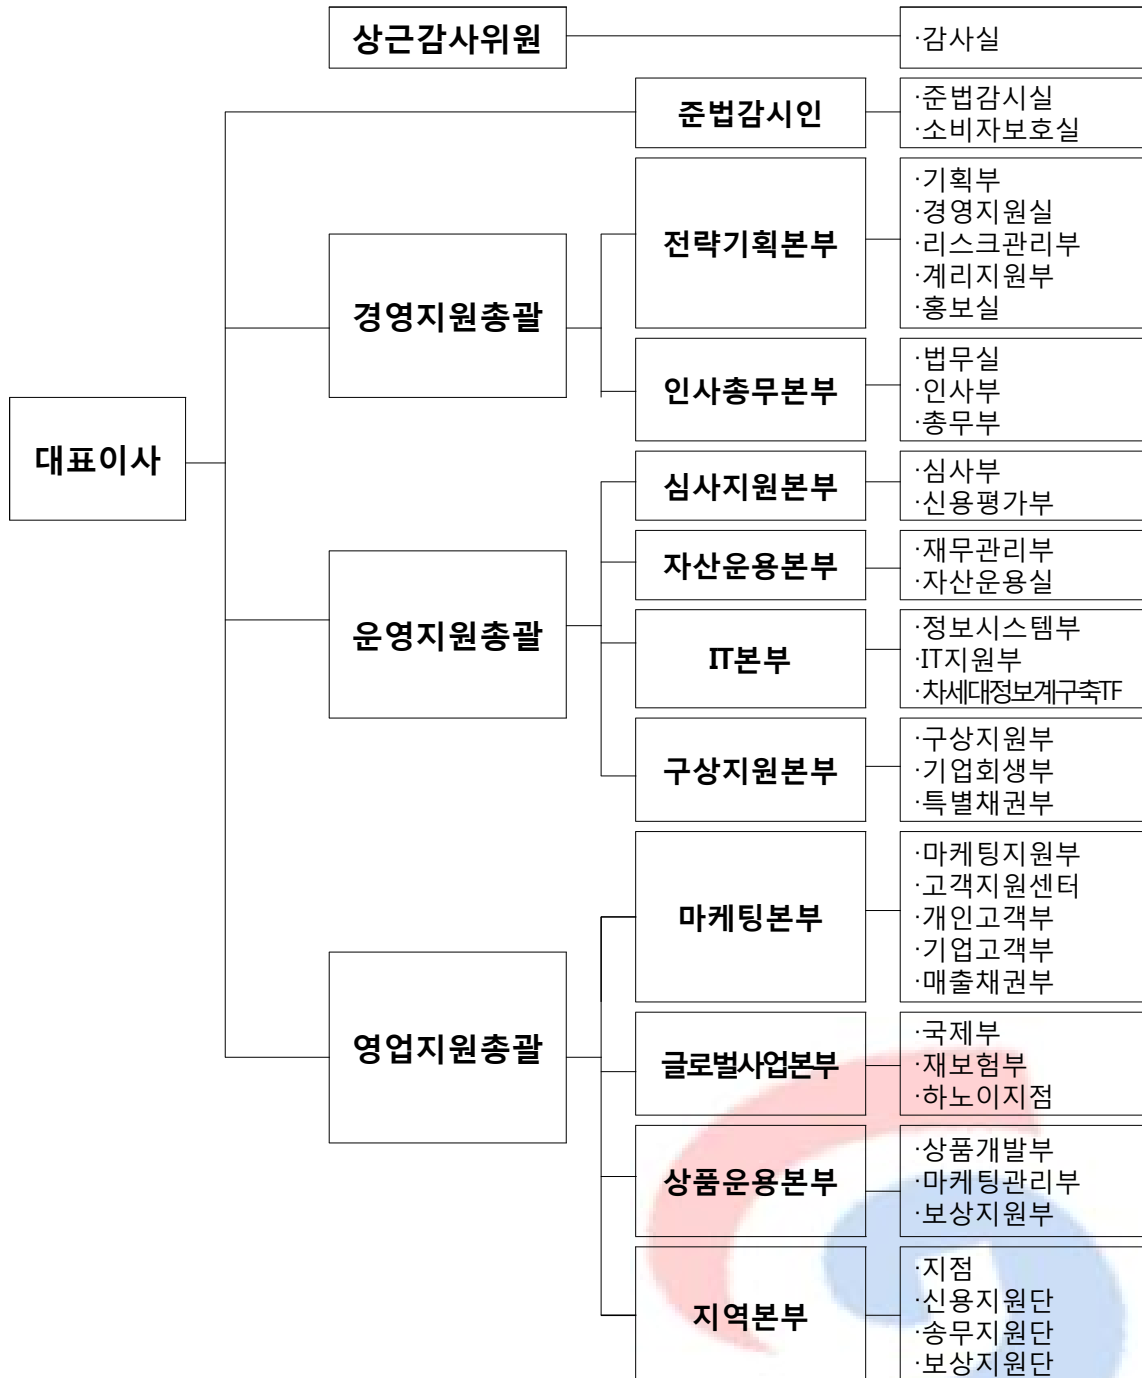 상근감사위원
·감사실
준법감시인
·준법감시실
·소비자보호실
대표이사
경영지원총괄
전략기획본부
·기획부
·경영지원실
·리스크관리부
·계리지원부
·홍보실
인사총무본부
·법무실
·인사부
·총무부
운영지원총괄
심사지원본부
·심사부
·신용평가부
자산운용본부
·재무관리부
·자산운용실
IT본부
·정보시스템부
·IT지원부
·차세대정보계구축TF
구상지원본부
·구상지원부
·기업회생부
·특별채권부
영업지원총괄
마케팅본부
·마케팅지원부
·고객지원센터
·개인고객부
·기업고객부
·매출채권부
글로벌사업본부
·국제부
·재보험부
·하노이지점
상품운용본부
·상품개발부
·마케팅관리부
·보상지원부
지역본부
·지점
·신용지원단
·송무지원단
·보상지원단